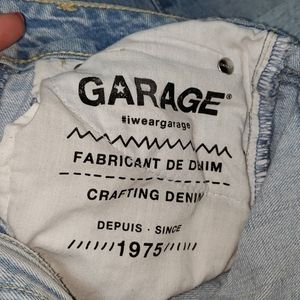 GARAGE®
#iweargarage
FABRICANT DE DENIM
CRAFTING DENIM
DEPUIS · SINCE
1975